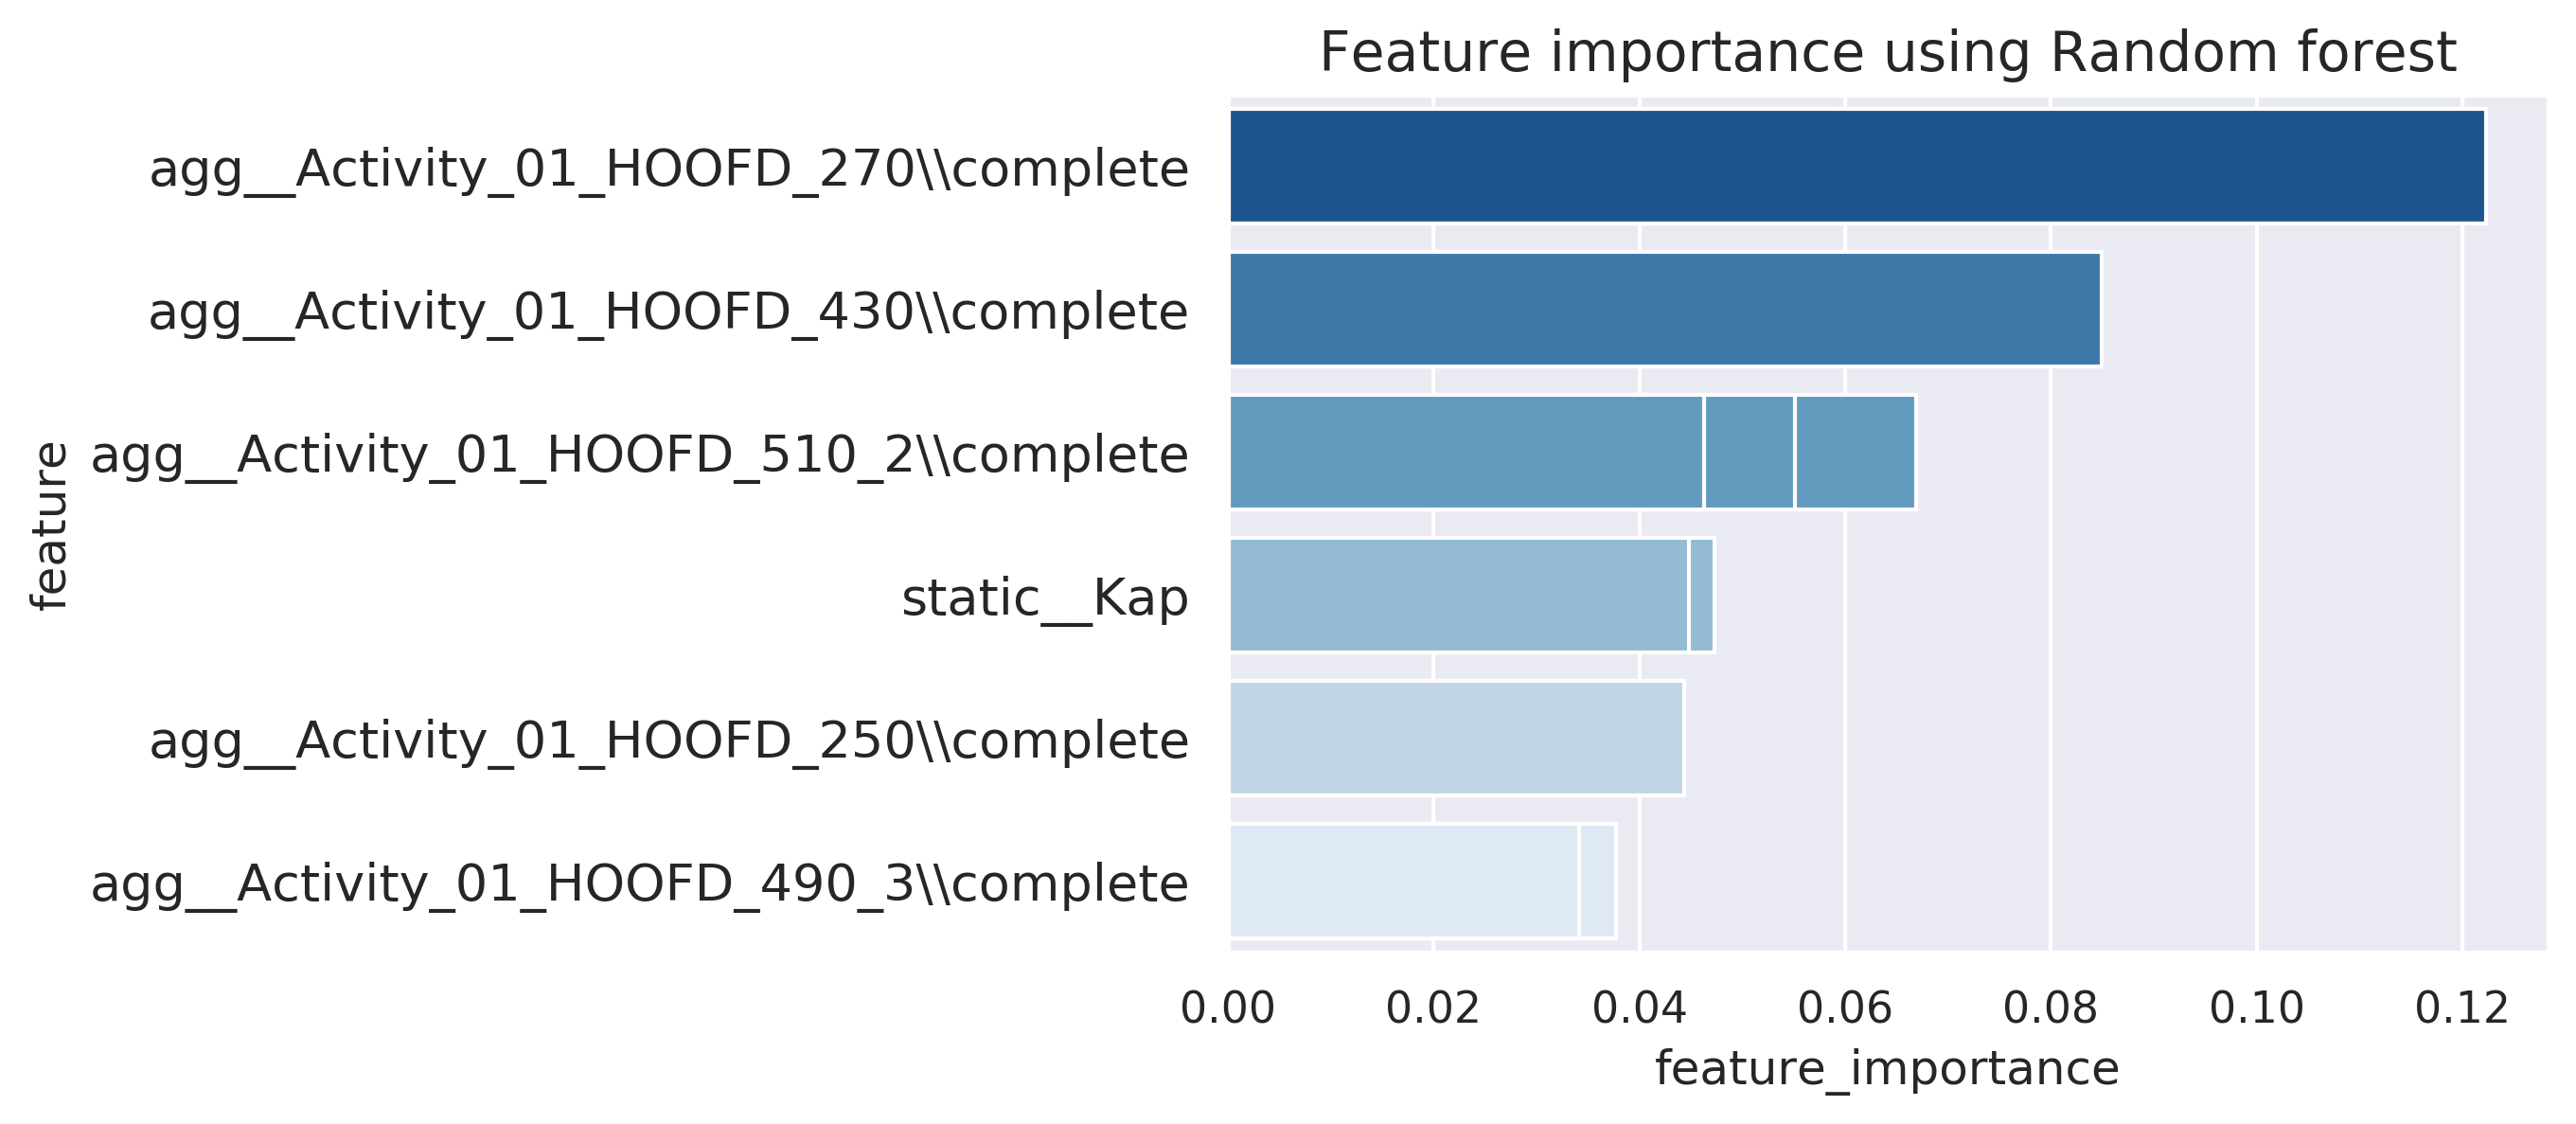 Feature importance using Random forest
agg__Activity_01_HOOFD_270\\complete
agg__Activity_01_HOOFD_430\\complete
agg__Activity_01_HOOFD_510_2\\complete
static__Kap
agg__Activity_01_HOOFD_250\\complete
agg__Activity_01_HOOFD_490_3\\complete
feature
0.00 0.02 0.04 0.06 0.08 0.10 0.12
feature_importance